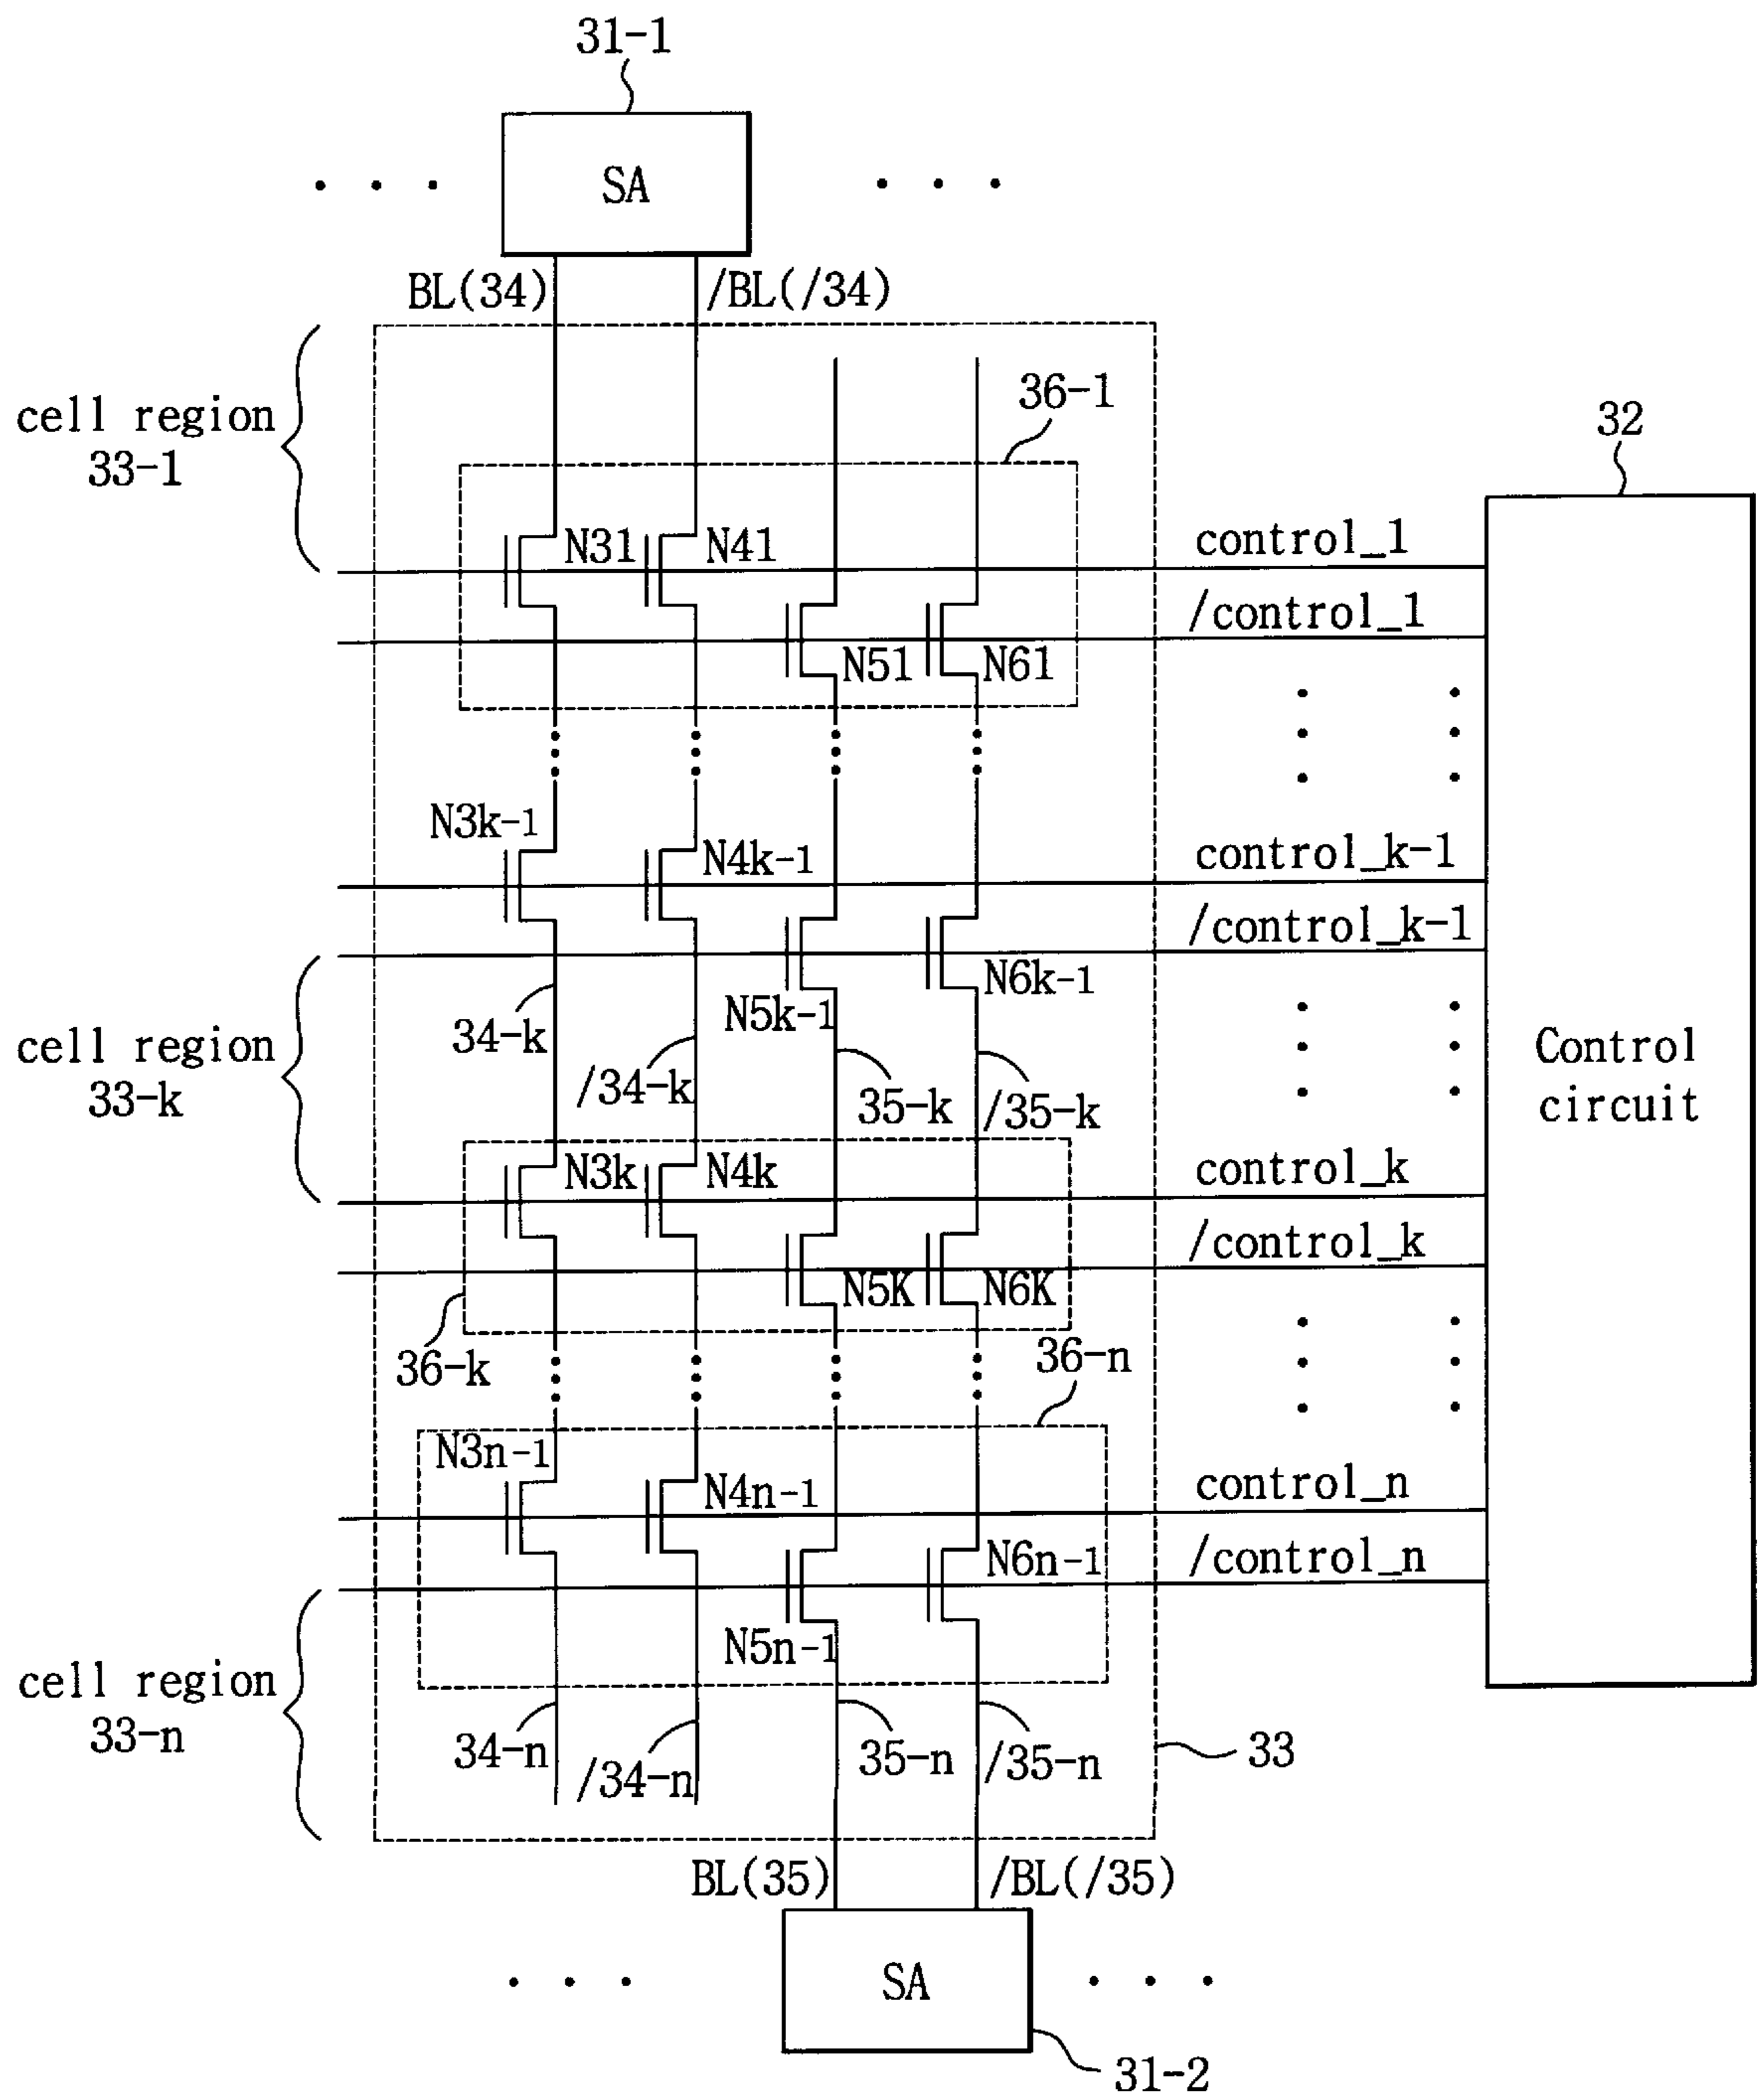 31-1
SA
BL(34)
/BL(/34)
cell region
33-1
36-1
32
N31
N41
control_1
/control_1
N51
N61
N3k-1
N4k-1
control_k-1
/control_k-1
N5k-1
N6k-1
34-k
/34-k
35-k
/35-k
cell region
33-k
Control
circuit
N3k
N4k
control_k
/control_k
N5K
N6K
36-k
36-n
N3n-1
N4n-1
control_n
/control_n
N6n-1
N5n-1
cell region
33-n
34-n
/34-n
35-n
/35-n
33
BL(35)
/BL(/35)
SA
31-2